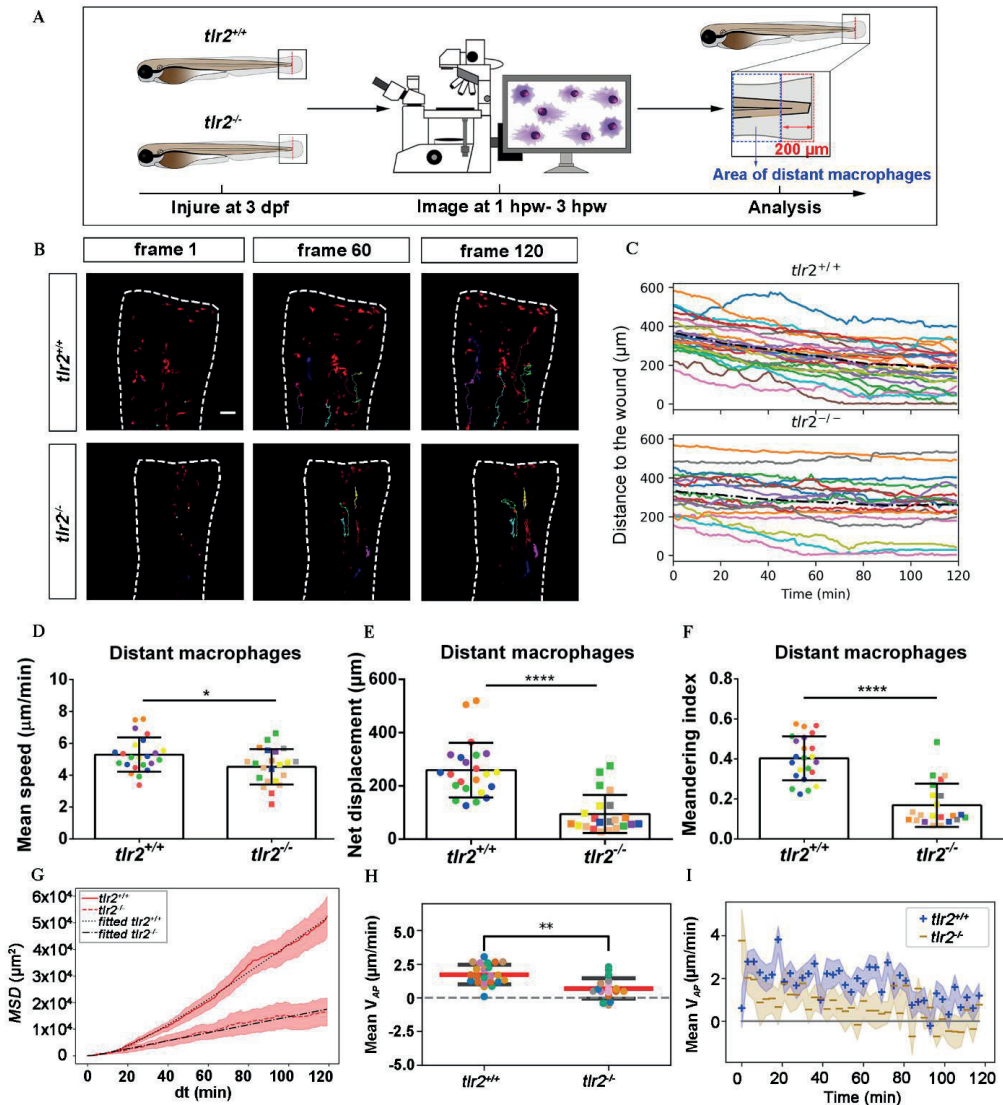 A
tlr2+/+
tlr2-/-
200 μm
Area of distant macrophages
Injure at 3 dpf
Image at 1 hpw- 3 hpw
Analysis
B
frame 1
frame 60
frame 120
tlr2+/+
tlr2-/-
C
tlr2+/+
600
400
200
0
tlr2−/−
600
400
200
0
Distance to the wound (μm)
0
20
40
60
80
100
120
Time (min)
D
Distant macrophages
Mean speed (μm/min)
10
8
6
4
2
0
*
tlr2+/+
tlr2-/-
E
Distant macrophages
Net displacement (μm)
600
400
200
0
****
tlr2+/+
tlr2-/-
F
Distant macrophages
Meandering index
0.8
0.6
0.4
0.2
0.0
****
tlr2+/+
tlr2-/-
G
MSD (μm²)
6x10⁴
5x10⁴
4x10⁴
3x10⁴
2x10⁴
1x10⁴
0
tlr2+/+
tlr2-/-
fitted tlr2+/+
fitted tlr2-/-
0
20
40
60
80
100
120
dt (min)
H
Mean VAP (μm/min)
5.0
2.5
0
-2.5
-5.0
**
tlr2+/+
tlr2-/-
I
Mean VAP (μm/min)
4
2
0
tlr2+/+
tlr2-/-
0
20
40
60
80
100
120
Time (min)